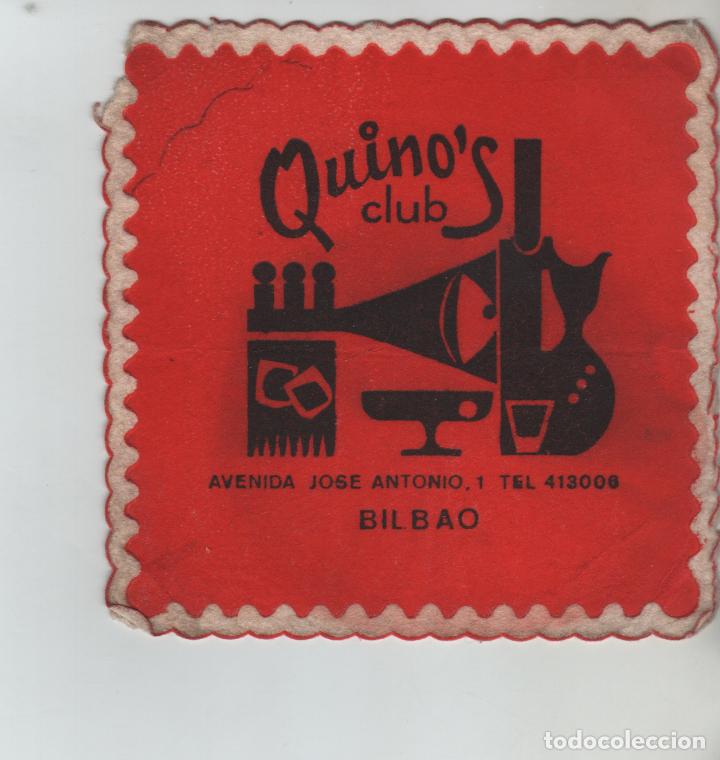 Quino's
club
AVENIDA JOSE ANTONIO, 1 TEL 413006
BILBAO
todocoleccion